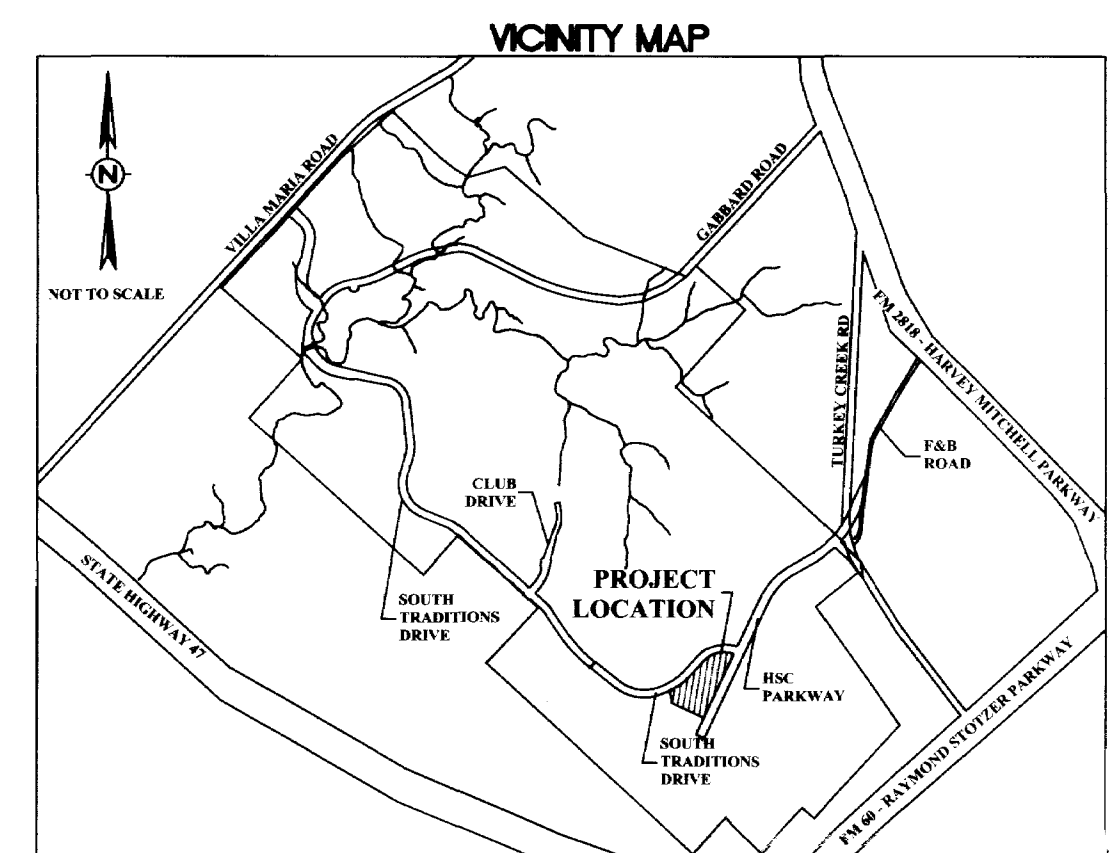 VICINITY MAP
N
NOT TO SCALE
VILLA MARIA ROAD
GABBARD ROAD
FM 2818 - HARVEY MITCHELL PARKWAY
TURKEY CREEK RD
F&B
ROAD
CLUB
DRIVE
STATE HIGHWAY 47
SOUTH
TRADITIONS
DRIVE
PROJECT
LOCATION
HSC
PARKWAY
SOUTH
TRADITIONS
DRIVE
FM 60 - RAYMOND STOTZER PARKWAY